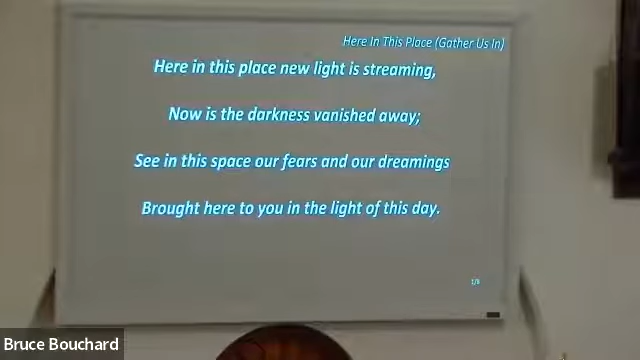 Here In This Place (Gather Us In)
Here in this place new light is streaming,
Now is the darkness vanished away;
See in this space our fears and our dreamings
Brought here to you in the light of this day.
1/8
Bruce Bouchard